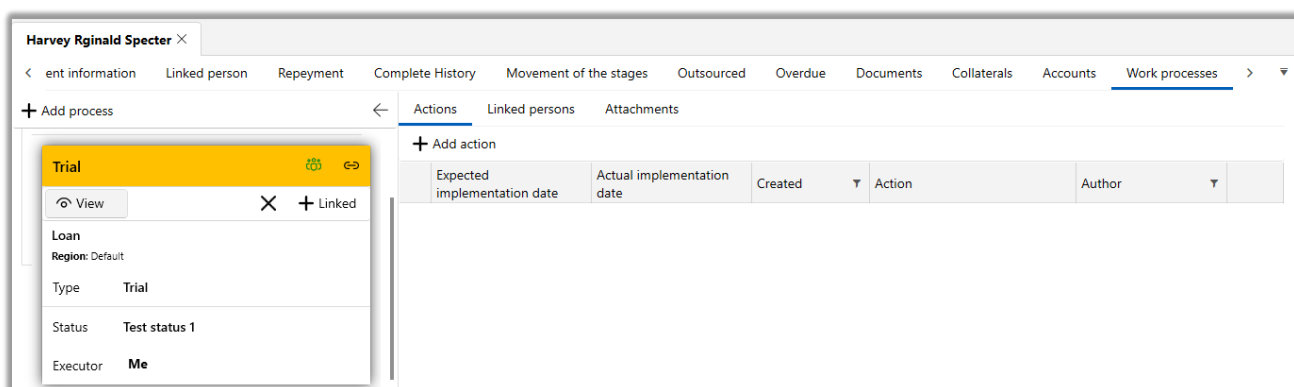 Harvey Rginald Specter
ent information Linked person Repeyment Complete History Movement of the stages Outsourced Overdue Documents Collaterals Accounts Work processes
Add process
Actions Linked persons Attachments
Add action
Trial
View
Linked
Expected
implementation date
Actual implementation
date
Created
Action
Author
Loan
Region: Default
Type Trial
Status Test status 1
Executor Me